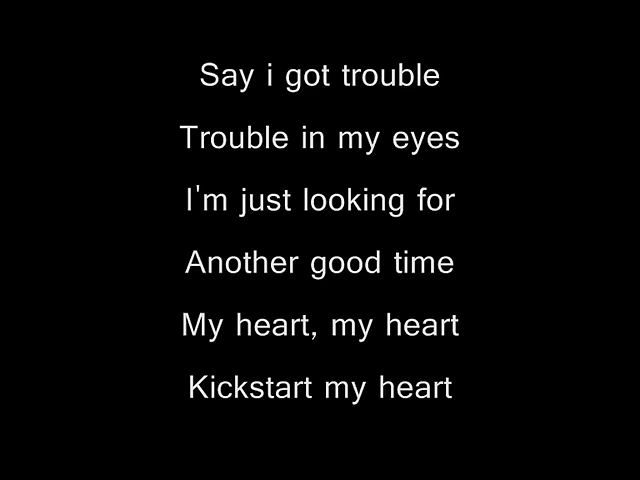 Say i got trouble
Trouble in my eyes
I'm just looking for
Another good time
My heart, my heart
Kickstart my heart